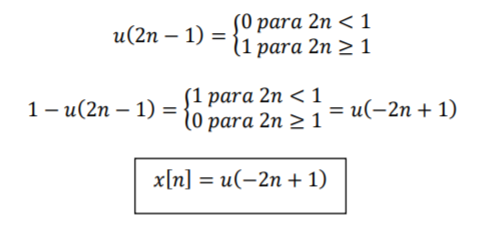 u(2n − 1) = {0 para 2n < 1
1 para 2n ≥ 1
1 − u(2n − 1) = {1 para 2n < 1
0 para 2n ≥ 1 = u(−2n + 1)
x[n] = u(−2n + 1)